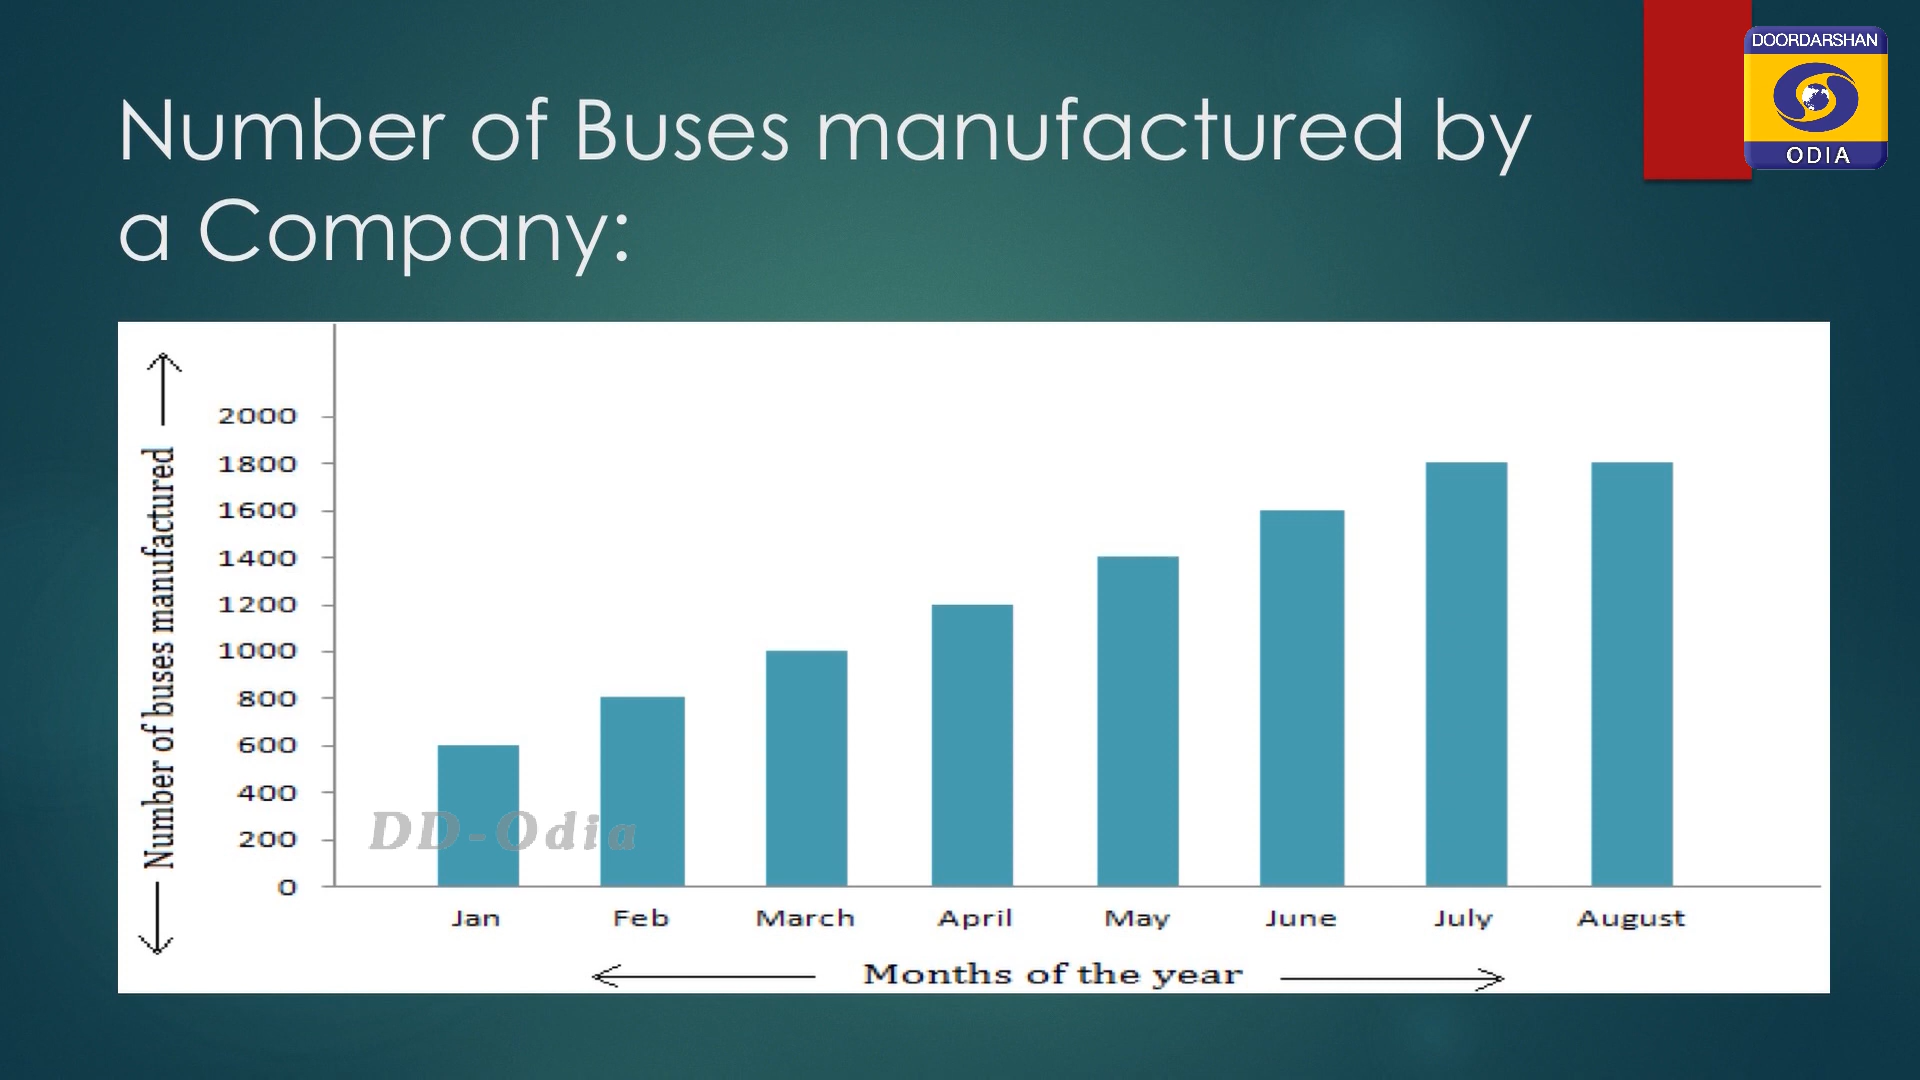 DOORDARSHAN
ODIA
Number of Buses manufactured by
a Company:
Number of buses manufactured
2000
1800
1600
1400
1200
1000
800
600
400
200
0
DD-Odia
Jan Feb March April May June July August
Months of the year